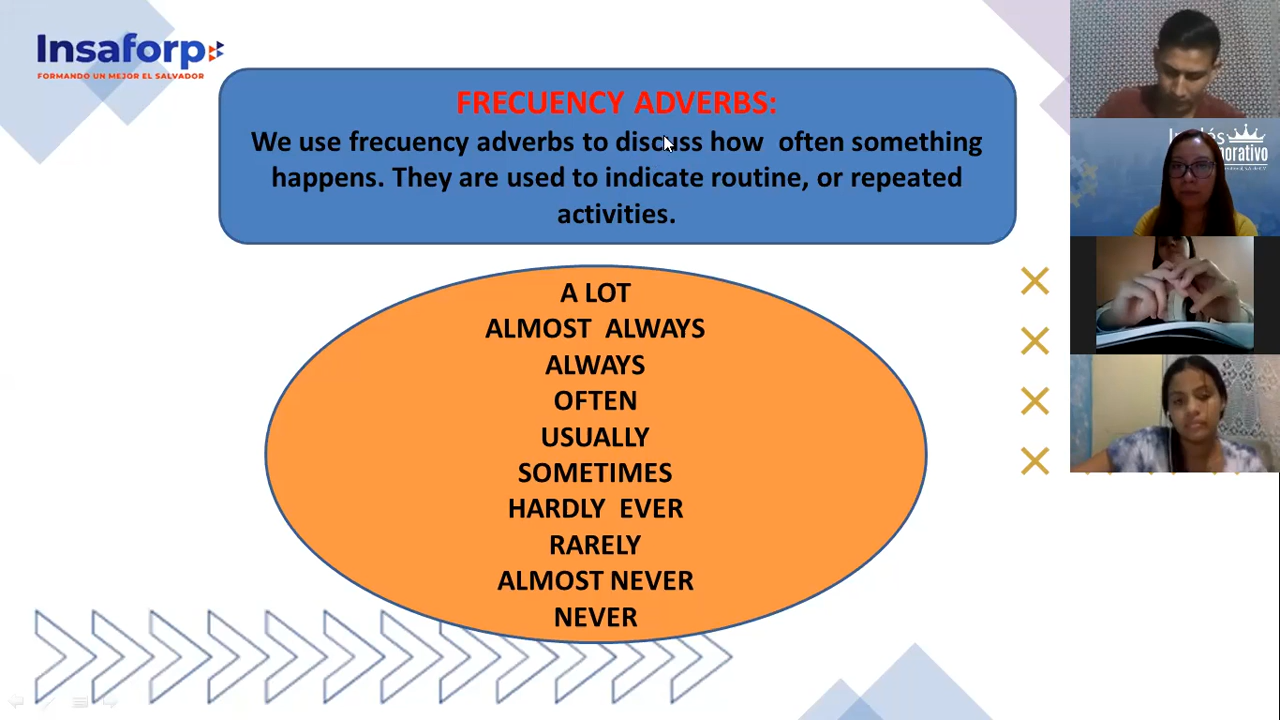 Insaforp
FORMANDO UN MEJOR EL SALVADOR
FRECUENCY ADVERBS:
We use frecuency adverbs to discuss how often something
happens. They are used to indicate routine, or repeated
activities.
A LOT
ALMOST ALWAYS
ALWAYS
OFTEN
USUALLY
SOMETIMES
HARDLY EVER
RARELY
ALMOST NEVER
NEVER